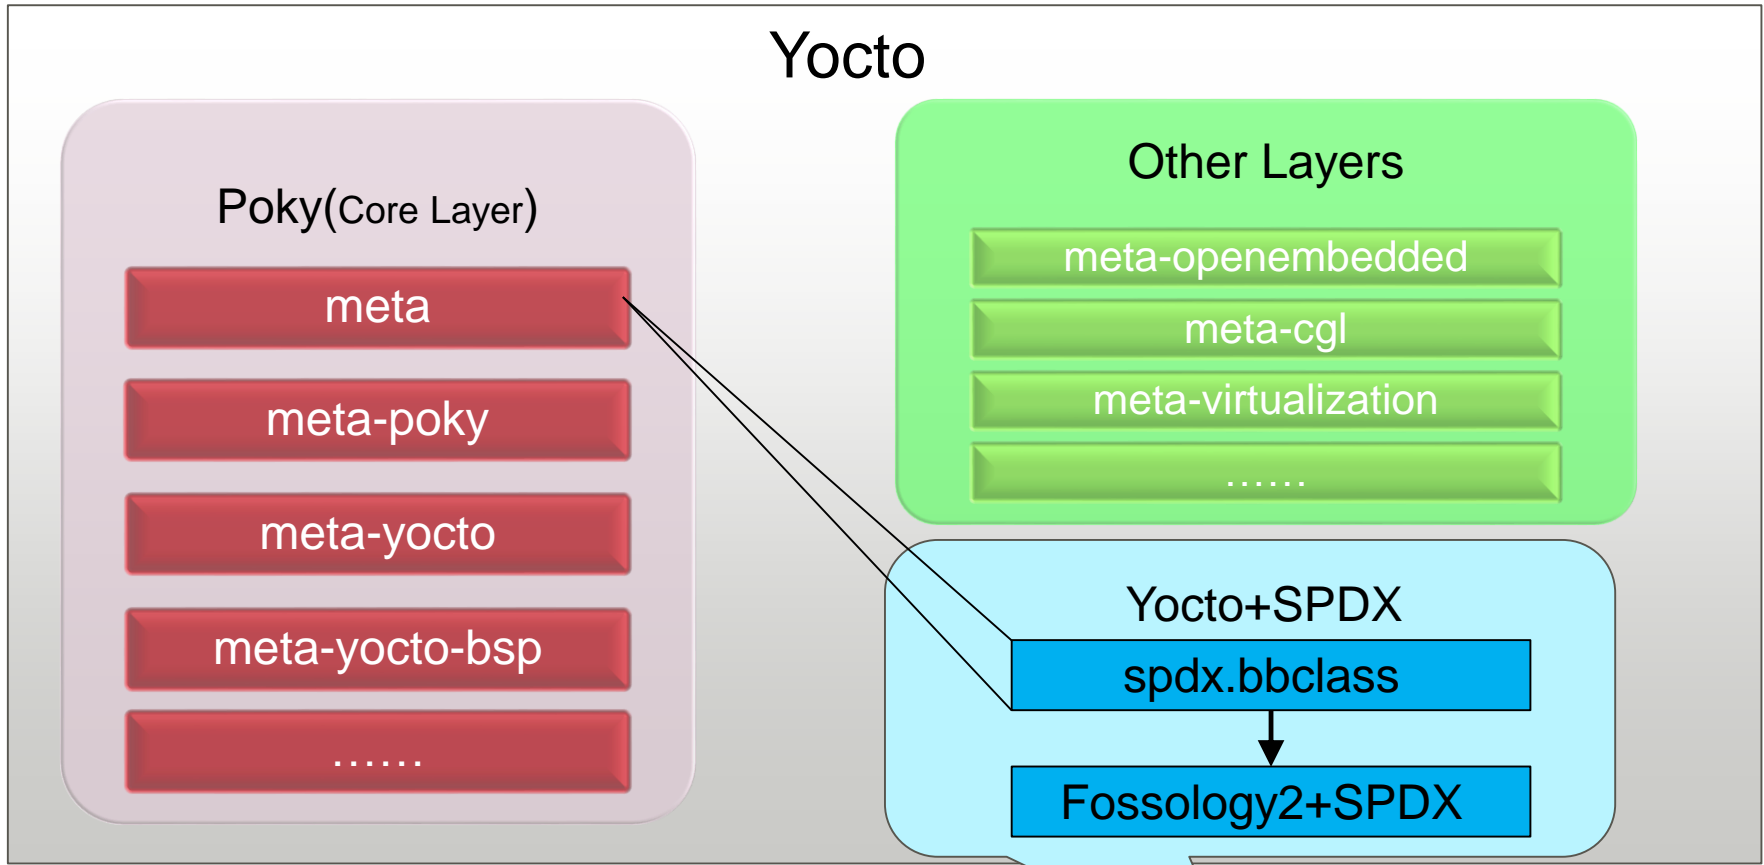 Yocto
Poky(Core Layer)
meta
meta-poky
meta-yocto
meta-yocto-bsp
......
Other Layers
meta-openembedded
meta-cgl
meta-virtualization
......
Yocto+SPDX
spdx.bbclass
Fossology2+SPDX